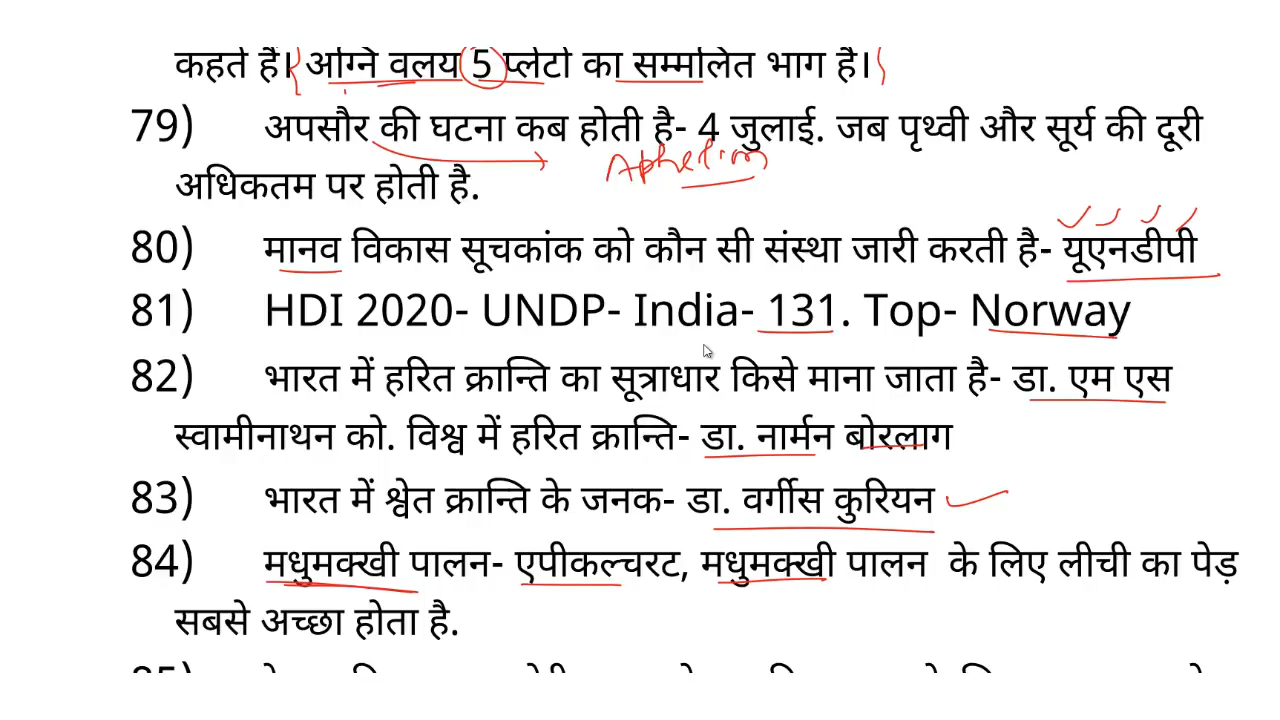 कहते हैं। अग्नि वलय 5 प्लेटो का सम्मलित भाग है।
79) अपसौर की घटना कब होती है- 4 जुलाई. जब पृथ्वी और सूर्य की दूरी
Aphelion
अधिकतम पर होती है.
80) मानव विकास सूचकांक को कौन सी संस्था जारी करती है- यूएनडीपी
81) HDI 2020- UNDP- India- 131. Top- Norway
82) भारत में हरित क्रान्ति का सूत्राधार किसे माना जाता है- डा. एम एस
स्वामीनाथन को. विश्व में हरित क्रान्ति- डा. नार्मन बोरलाग
83) भारत में श्वेत क्रान्ति के जनक- डा. वर्गीस कुरियन
84) मधुमक्खी पालन- एपीकल्चरट, मधुमक्खी पालन के लिए लीची का पेड़
सबसे अच्छा होता है.